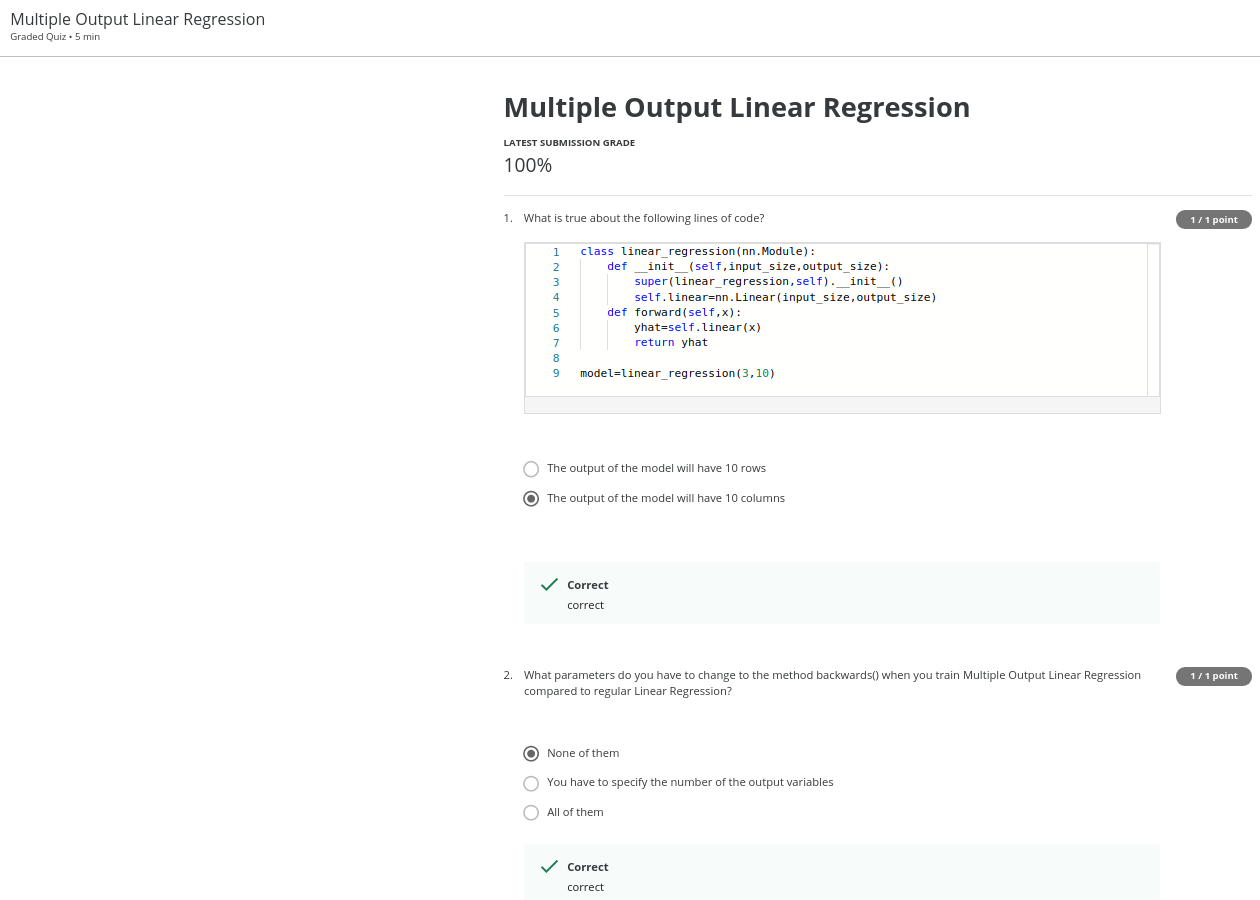 Multiple Output Linear Regression
Graded Quiz • 5 min
Multiple Output Linear Regression
LATEST SUBMISSION GRADE
100%
1. What is true about the following lines of code?
1 / 1 point
1 class linear_regression(nn.Module):
2     def __init__(self,input_size,output_size):
3         super(linear_regression,self).__init__()
4         self.linear=nn.Linear(input_size,output_size)
5     def forward(self,x):
6         yhat=self.linear(x)
7         return yhat
8
9 model=linear_regression(3,10)
The output of the model will have 10 rows
The output of the model will have 10 columns
Correct
correct
2. What parameters do you have to change to the method backwards() when you train Multiple Output Linear Regression
compared to regular Linear Regression?
1 / 1 point
None of them
You have to specify the number of the output variables
All of them
Correct
correct